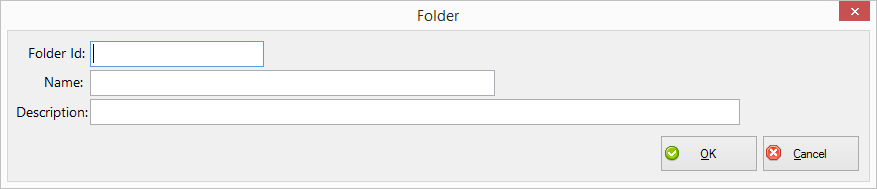 Folder
Folder Id:
Name:
Description:
OK
Cancel